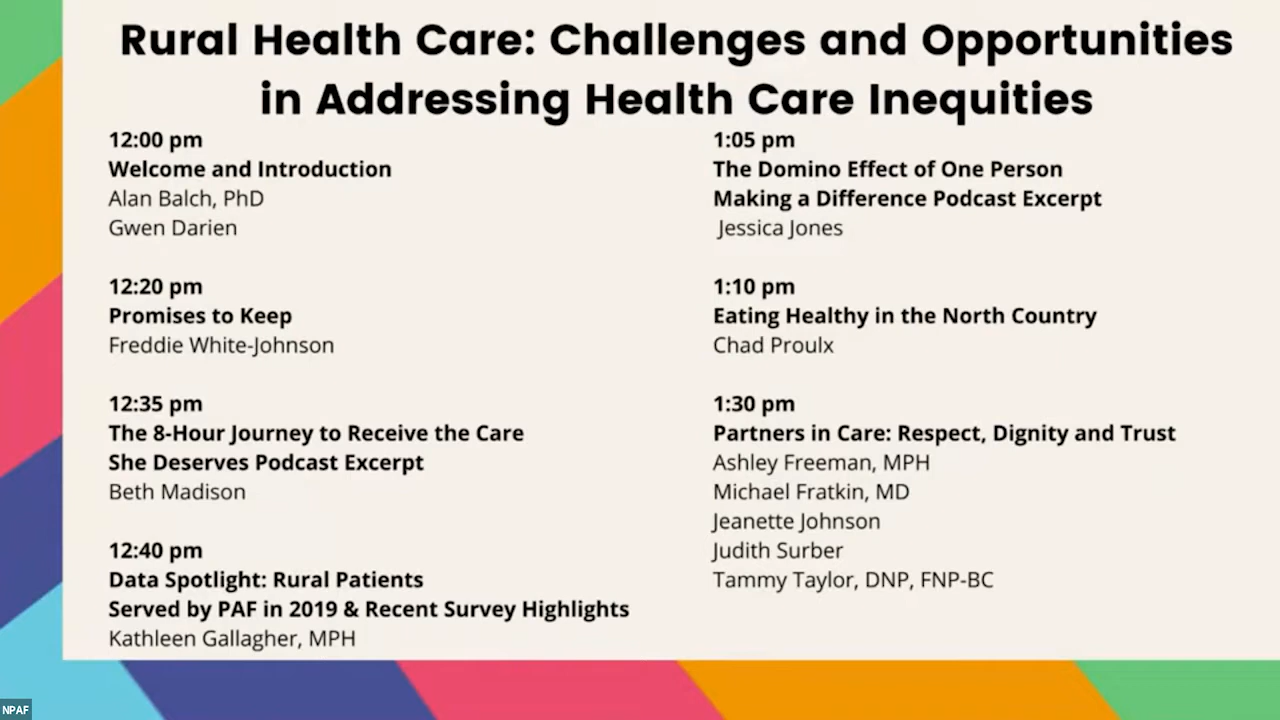 Rural Health Care: Challenges and Opportunities
in Addressing Health Care Inequities
12:00 pm
Welcome and Introduction
Alan Balch, PhD
Gwen Darien
12:20 pm
Promises to Keep
Freddie White-Johnson
12:35 pm
The 8-Hour Journey to Receive the Care
She Deserves Podcast Excerpt
Beth Madison
12:40 pm
Data Spotlight: Rural Patients
Served by PAF in 2019 & Recent Survey Highlights
Kathleen Gallagher, MPH
1:05 pm
The Domino Effect of One Person
Making a Difference Podcast Excerpt
Jessica Jones
1:10 pm
Eating Healthy in the North Country
Chad Proulx
1:30 pm
Partners in Care: Respect, Dignity and Trust
Ashley Freeman, MPH
Michael Fratkin, MD
Jeanette Johnson
Judith Surber
Tammy Taylor, DNP, FNP-BC
NPAF